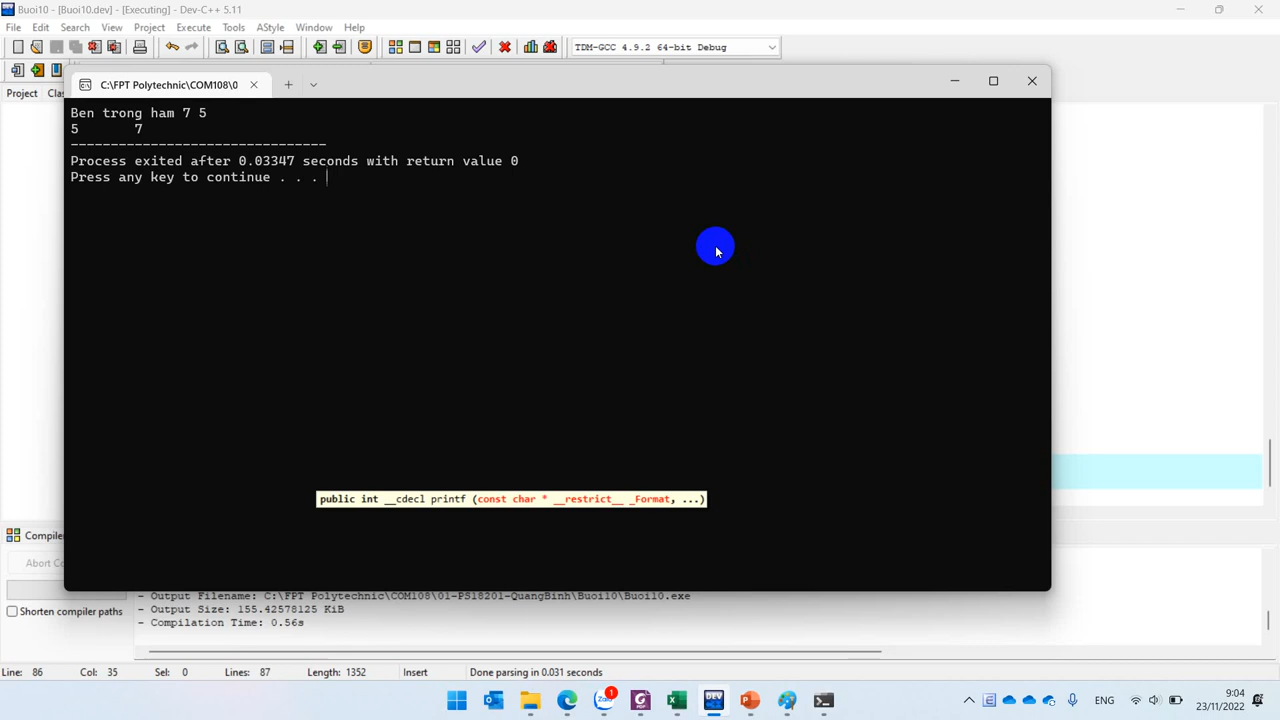 Buoi10 - [Buoi10.dev] - [Executing] - Dev-C++ 5.11
File Edit Search View Project Execute Tools AStyle Window Help
TDM-GCC 4.9.2 64-bit Debug
C:\FPT Polytechnic\COM108\0
Project
Ben trong ham 7 5
5 7
--------------------------------
Process exited after 0.03347 seconds with return value 0
Press any key to continue . . .
public int __cdecl printf (const char * __restrict__ _Format, ...)
Compiler
Abort
- Output Filename: C:\FPT Polytechnic\COM108\01-PS18201-QuangBinh\Buoi10\Buoi10.exe
- Output Size: 155.42578125 KiB
- Compilation Time: 0.56s
Shorten compiler paths
Line: 86 Col: 35 Sel: 0 Lines: 87 Length: 1352 Insert Done parsing in 0.031 seconds
1
DEV
ENG
9:04
23/11/2022